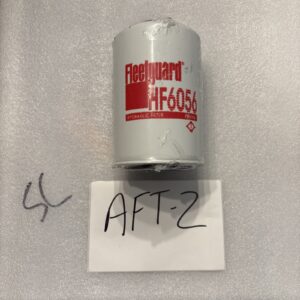 Fleetguard®
HF6056
HYDRAULIC FILTER
AFT-2